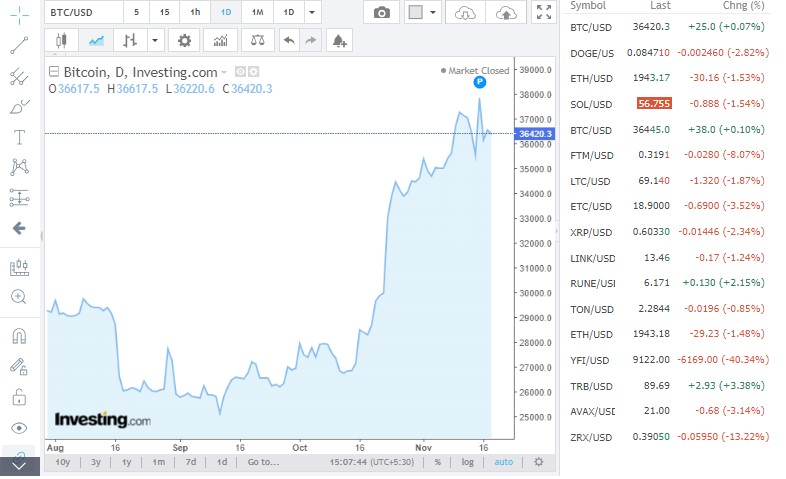 BTC/USD 5 15 1h 1D 1M 1D
Bitcoin, D, Investing.com
Market Closed
O36617.5 H36617.5 L36220.6 C36420.3
P
39000.0
38000.0
36420.3
36000.0
35000.0
34000.0
33000.0
32000.0
31000.0
30000.0
29000.0
28000.0
27000.0
26000.0
25000.0
Investing.com
Aug 16 Sep 16 Oct 16 Nov 16
10y 3y 1y 1m 7d 1d Go to... 15:07:44 (UTC+5:30) % log auto
Symbol Last Chng (%)
BTC/USD 36420.3 +25.0 (+0.07%)
DOGE/US 0.084710 -0.002460 (-2.82%)
ETH/USD 1943.17 -30.16 (-1.53%)
SOL/USD 56.755 -0.888 (-1.54%)
BTC/USD 36445.0 +38.0 (+0.10%)
FTM/USD 0.3191 -0.0280 (-8.07%)
LTC/USD 69.140 -1.320 (-1.87%)
ETC/USD 18.9000 -0.6900 (-3.52%)
XRP/USD 0.60330 -0.01446 (-2.34%)
LINK/USD 13.46 -0.17 (-1.24%)
RUNE/USI 6.171 +0.130 (+2.15%)
TON/USD 2.2844 -0.0196 (-0.85%)
ETH/USD 1943.18 -29.23 (-1.48%)
YFI/USD 9122.00 -6169.00 (-40.34%)
TRB/USD 89.69 +2.93 (+3.38%)
AVAX/USI 21.00 -0.68 (-3.14%)
ZRX/USD 0.39050 -0.05950 (-13.22%)